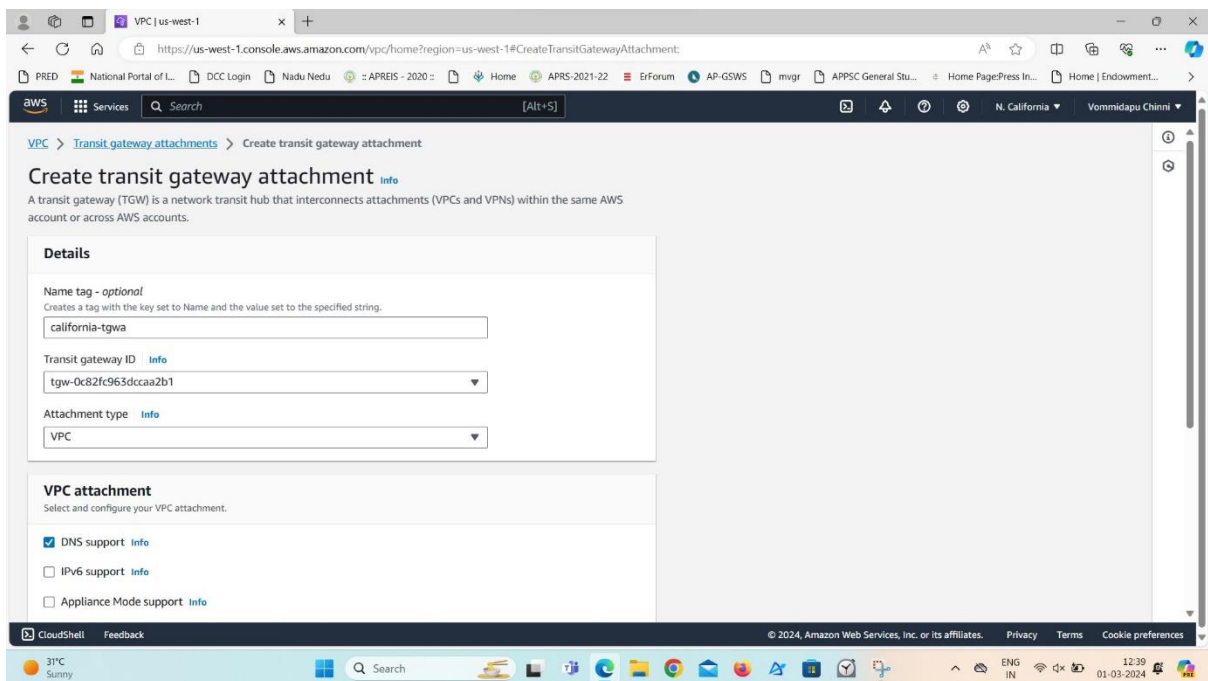 VPC | us-west-1
https://us-west-1.console.aws.amazon.com/vpc/home?region=us-west-1#CreateTransitGatewayAttachment:
PRED National Portal of I... DCC Login Nadu Nedu :: APREIS - 2020 :: Home APRS-2021-22 ErForum AP-GSWS mvgr APPSC General Stu... Home Page:Press In... Home | Endowment...
aws Services Search [Alt+S] N. California Vommidapu Chinni
VPC > Transit gateway attachments > Create transit gateway attachment
Create transit gateway attachment Info
A transit gateway (TGW) is a network transit hub that interconnects attachments (VPCs and VPNs) within the same AWS
account or across AWS accounts.
Details
Name tag - optional
Creates a tag with the key set to Name and the value set to the specified string.
california-tgwa
Transit gateway ID Info
tgw-0c82fc963dccaa2b1
Attachment type Info
VPC
VPC attachment
Select and configure your VPC attachment.
DNS support Info
IPv6 support Info
Appliance Mode support Info
CloudShell Feedback © 2024, Amazon Web Services, Inc. or its affiliates. Privacy Terms Cookie preferences
31°C
Sunny
Search
ENG
IN
12:39
01-03-2024